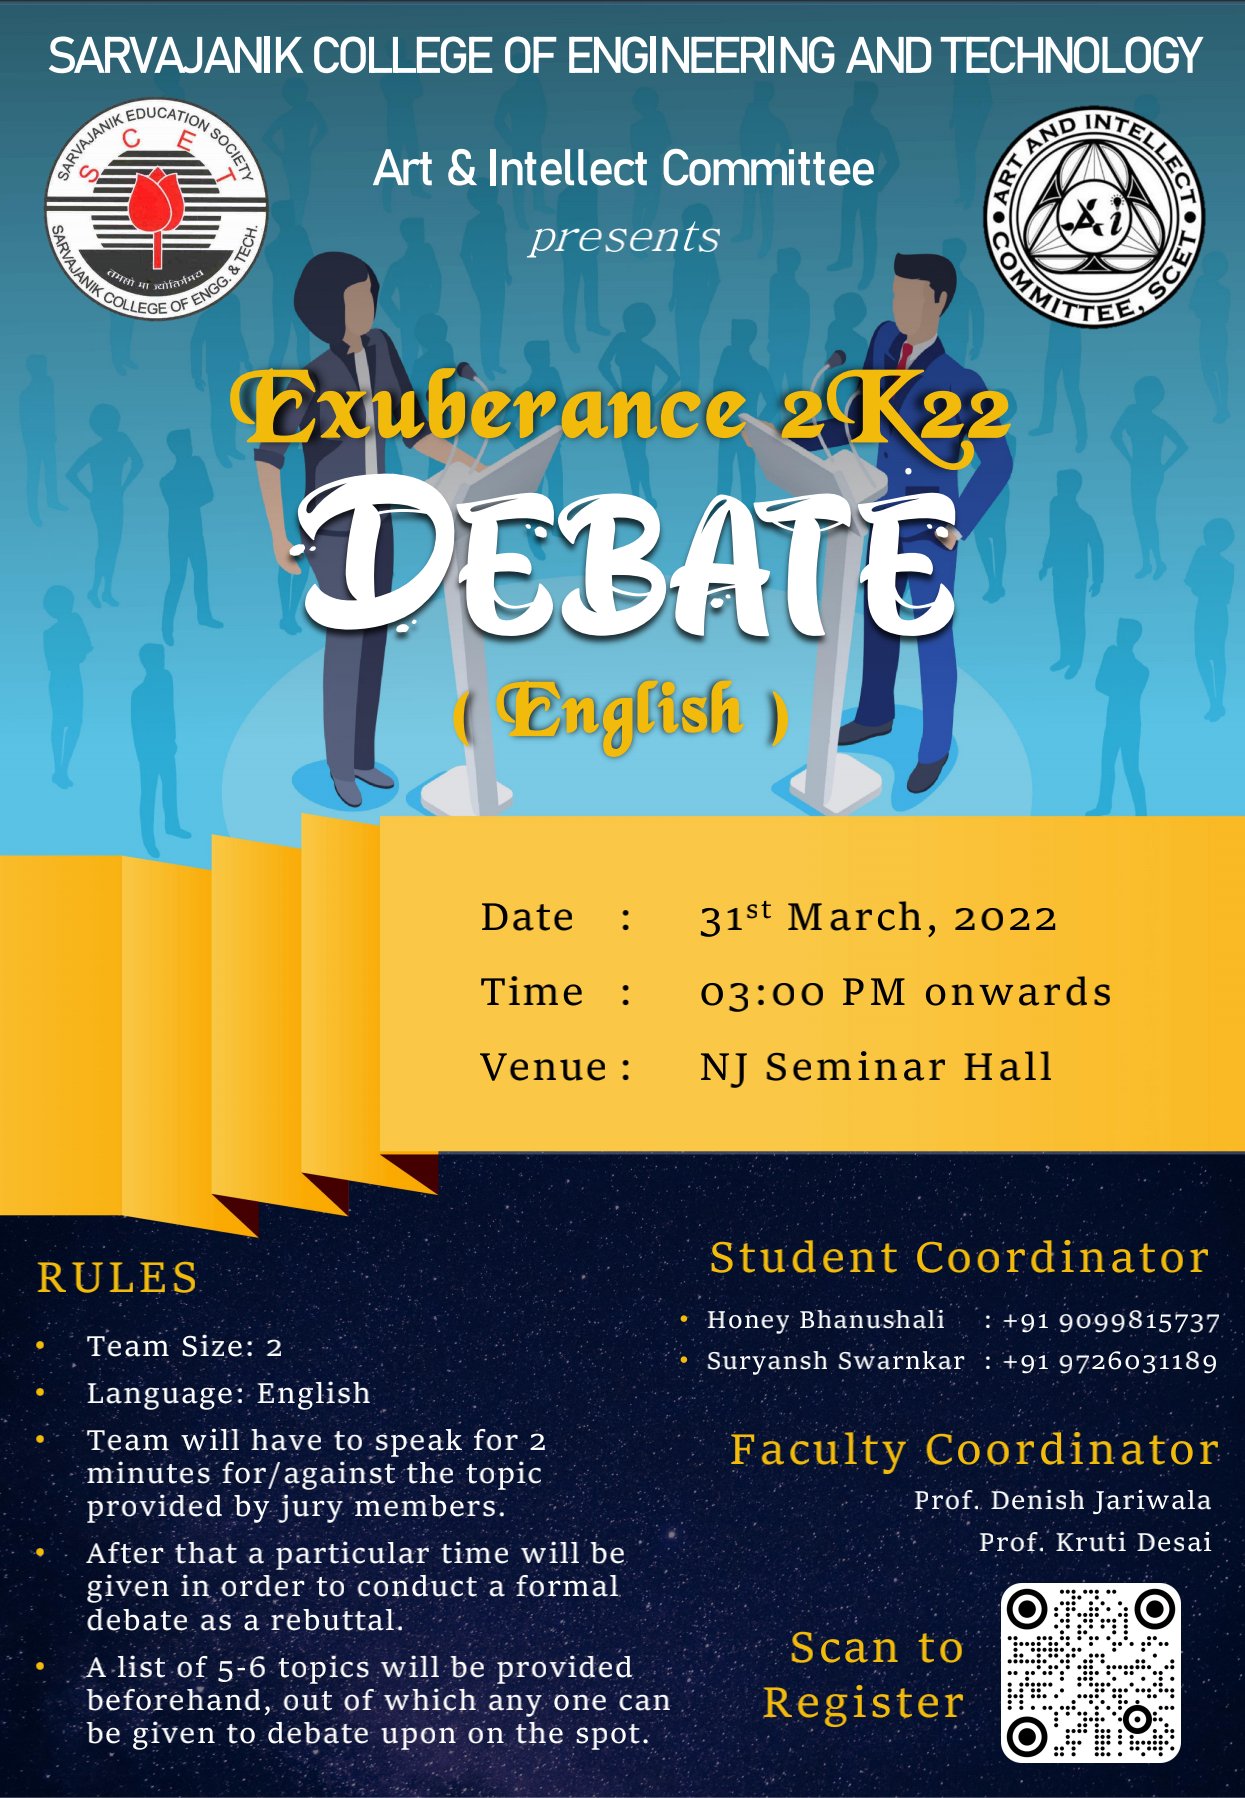 SARVAJANIK COLLEGE OF ENGINEERING AND TECHNOLOGY
SARVAJANIK EDUCATION SOCIETY
S C E T
तमसो मा ज्योतिर्गमय
SARVAJANIK COLLEGE OF ENGG. & TECH.
Art & Intellect Committee
presents
ART AND INTELLECT
Ai
COMMITTEE, SCET
Exuberance 2K22
DEBATE
( English )
Date : 31st March, 2022
Time : 03:00 PM onwards
Venue : NJ Seminar Hall
RULES
• Team Size: 2
• Language: English
• Team will have to speak for 2
minutes for/against the topic
provided by jury members.
• After that a particular time will be
given in order to conduct a formal
debate as a rebuttal.
• A list of 5-6 topics will be provided
beforehand, out of which any one can
be given to debate upon on the spot.
Student Coordinator
• Honey Bhanushali : +91 9099815737
• Suryansh Swarnkar : +91 9726031189
Faculty Coordinator
Prof. Denish Jariwala
Prof. Kruti Desai
Scan to
Register